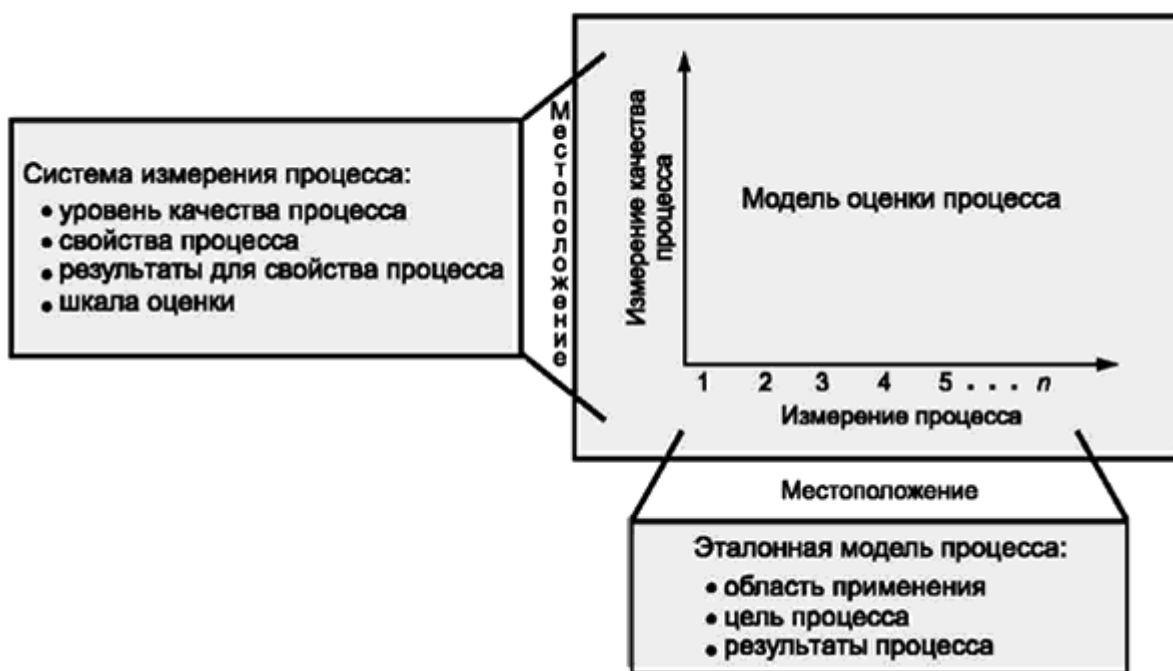 Система измерения процесса:
• уровень качества процесса
• свойства процесса
• результаты для свойства процесса
• шкала оценки
Местоположение
Измерение качества
процесса
Модель оценки процесса
1 2 3 4 5 . . . n
Измерение процесса
Местоположение
Эталонная модель процесса:
• область применения
• цель процесса
• результаты процесса